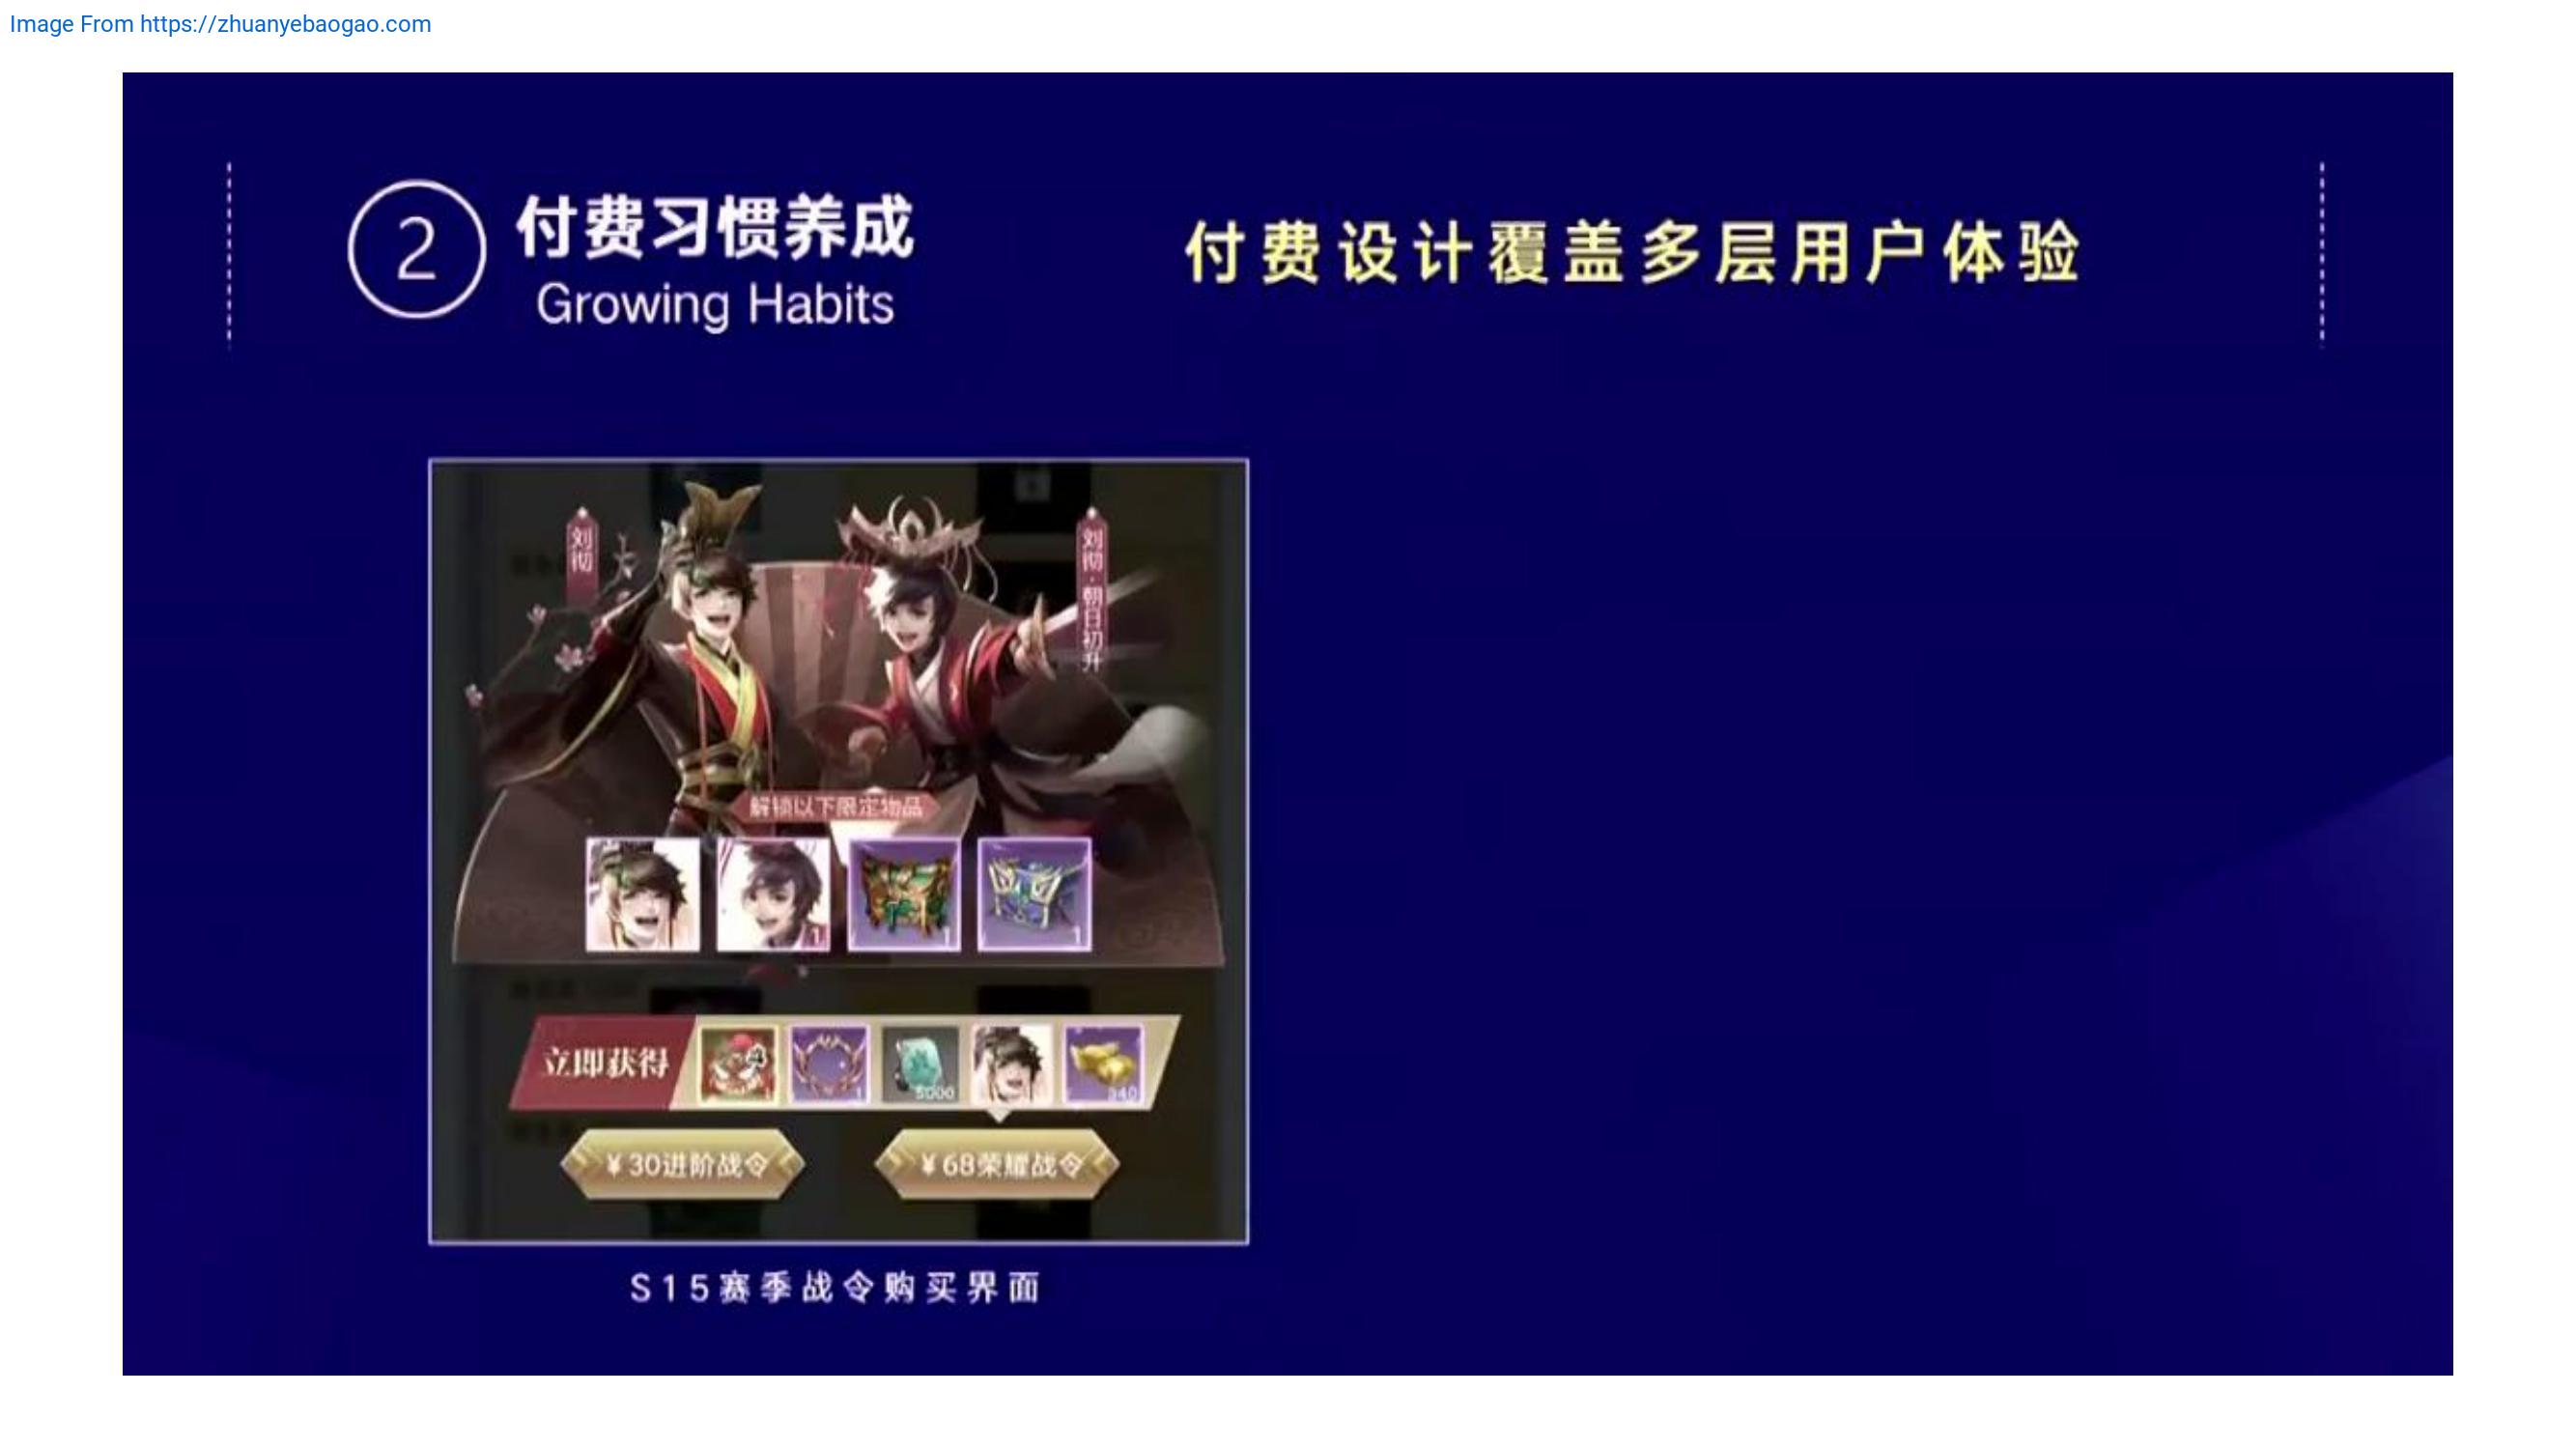 Image From https://zhuanyebaogao.com
2
付费习惯养成
Growing Habits
付费设计覆盖多层用户体验
刘彻
刘彻·朝日初升
解锁以下限定物品
1
1
1
立即获得
1
1
5000
340
¥30进阶战令
¥68荣耀战令
S15赛季战令购买界面